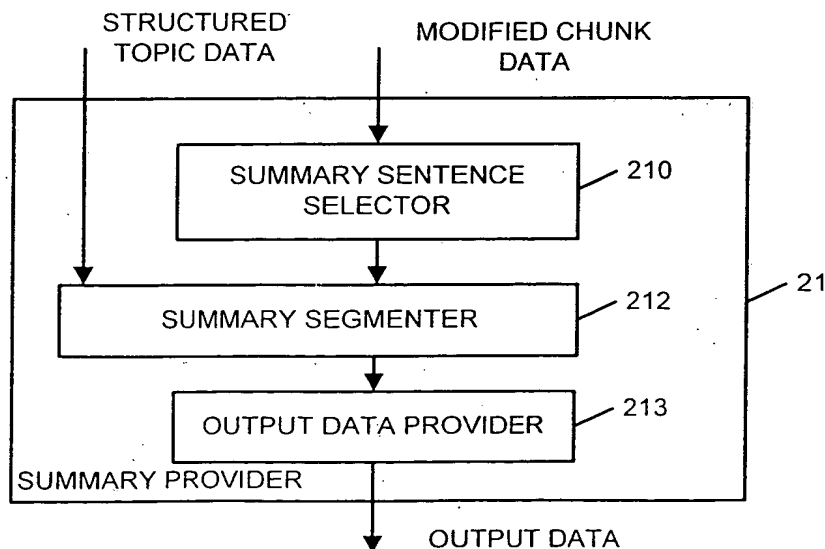 STRUCTURED
TOPIC DATA
MODIFIED CHUNK
DATA
SUMMARY SENTENCE
SELECTOR
210
21
SUMMARY SEGMENTER
212
OUTPUT DATA PROVIDER
213
SUMMARY PROVIDER
OUTPUT DATA